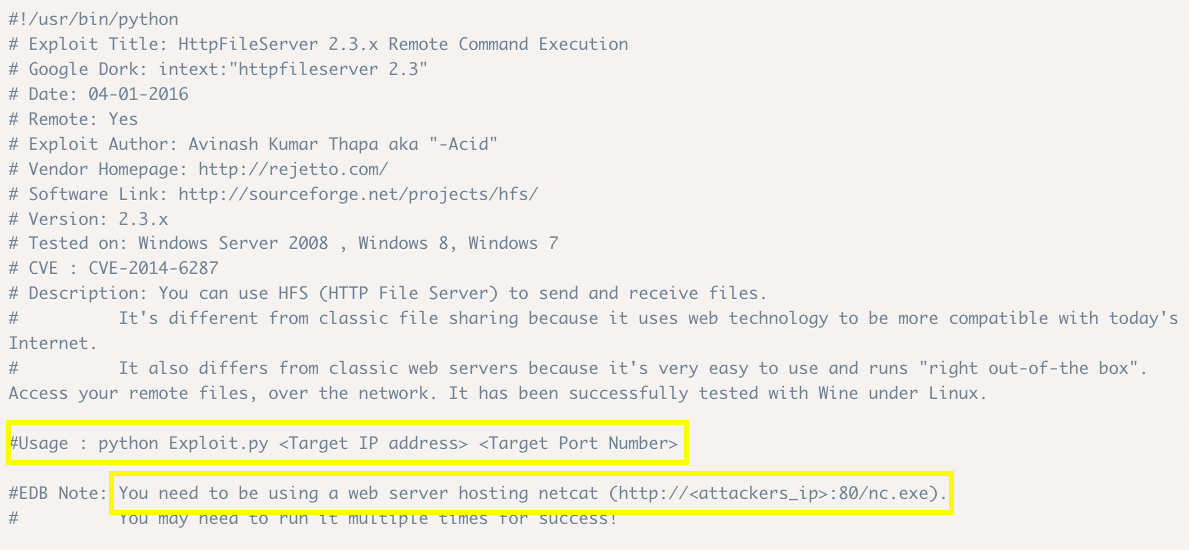 #!/usr/bin/python
# Exploit Title: HttpFileServer 2.3.x Remote Command Execution
# Google Dork: intext:"httpfileserver 2.3"
# Date: 04-01-2016
# Remote: Yes
# Exploit Author: Avinash Kumar Thapa aka "-Acid"
# Vendor Homepage: http://rejetto.com/
# Software Link: http://sourceforge.net/projects/hfs/
# Version: 2.3.x
# Tested on: Windows Server 2008 , Windows 8, Windows 7
# CVE : CVE-2014-6287
# Description: You can use HFS (HTTP File Server) to send and receive files.
#          It's different from classic file sharing because it uses web technology to be more compatible with today's
Internet.
#          It also differs from classic web servers because it's very easy to use and runs "right out-of-the box".
Access your remote files, over the network. It has been successfully tested with Wine under Linux.
#Usage : python Exploit.py <Target IP address> <Target Port Number>
#EDB Note: You need to be using a web server hosting netcat (http://<attackers_ip>:80/nc.exe).
#          You may need to run it multiple times for success!